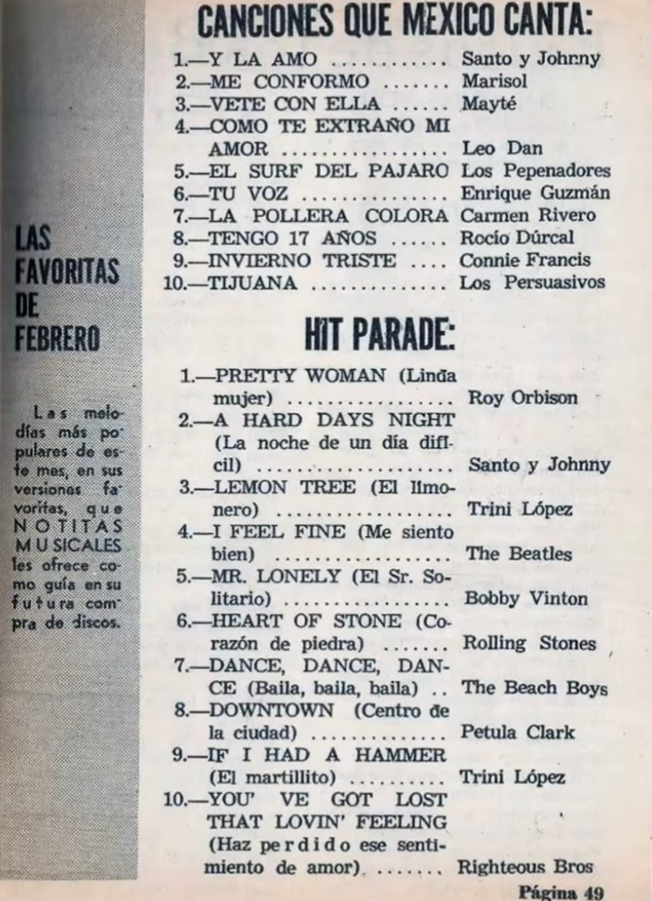 CANCIONES QUE MEXICO CANTA:
1.—Y LA AMO ............ Santo y Johnny
2.—ME CONFORMO ....... Marisol
3.—VETE CON ELLA ...... Mayté
4.—COMO TE EXTRAÑO MI
AMOR ................. Leo Dan
5.—EL SURF DEL PAJARO Los Pepenadores
6.—TU VOZ ............... Enrique Guzmán
7.—LA POLLERA COLORA Carmen Rivero
8.—TENGO 17 AÑOS ...... Rocío Dúrcal
9.—INVIERNO TRISTE .... Connie Francis
10.—TIJUANA ............. Los Persuasivos
LAS
FAVORITAS
DE
FEBRERO
Las melo-
días más po-
pulares de es-
te mes, en sus
versiones fa-
voritas, que
NOTITAS
MUSICALES
les ofrece co-
mo guía en su
futura com-
pra de discos.
HIT PARADE:
1.—PRETTY WOMAN (Linda
mujer) ................. Roy Orbison
2.—A HARD DAYS NIGHT
(La noche de un día difí-
cil) .................... Santo y Johnny
3.—LEMON TREE (El limo-
nero) .................. Trini López
4.—I FEEL FINE (Me siento
bien) .................. The Beatles
5.—MR. LONELY (El Sr. So-
litario) ................. Bobby Vinton
6.—HEART OF STONE (Co-
razón de piedra) ....... Rolling Stones
7.—DANCE, DANCE, DAN-
CE (Baila, baila, baila) .. The Beach Boys
8.—DOWNTOWN (Centro de
la ciudad) .............. Petula Clark
9.—IF I HAD A HAMMER
(El martillito) .......... Trini López
10.—YOU' VE GOT LOST
THAT LOVIN' FEELING
(Haz perdido ese senti-
miento de amor) ....... Righteous Bros
Página 49